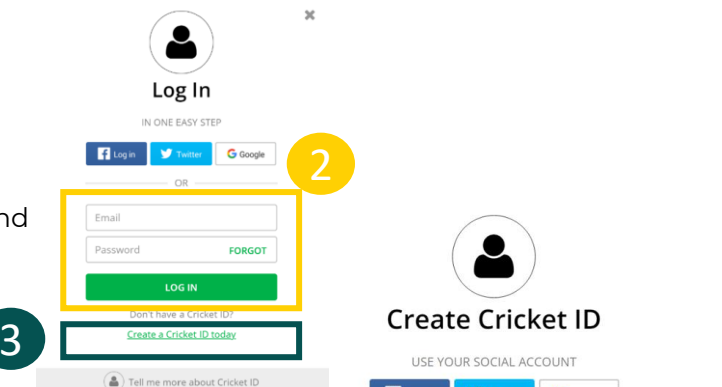 ✖
Log In
IN ONE EASY STEP
Log in Twitter Google
2
OR
Email
Password FORGOT
LOG IN
Don't have a Cricket ID?
3
Create a Cricket ID today
Tell me more about Cricket ID
Create Cricket ID
USE YOUR SOCIAL ACCOUNT